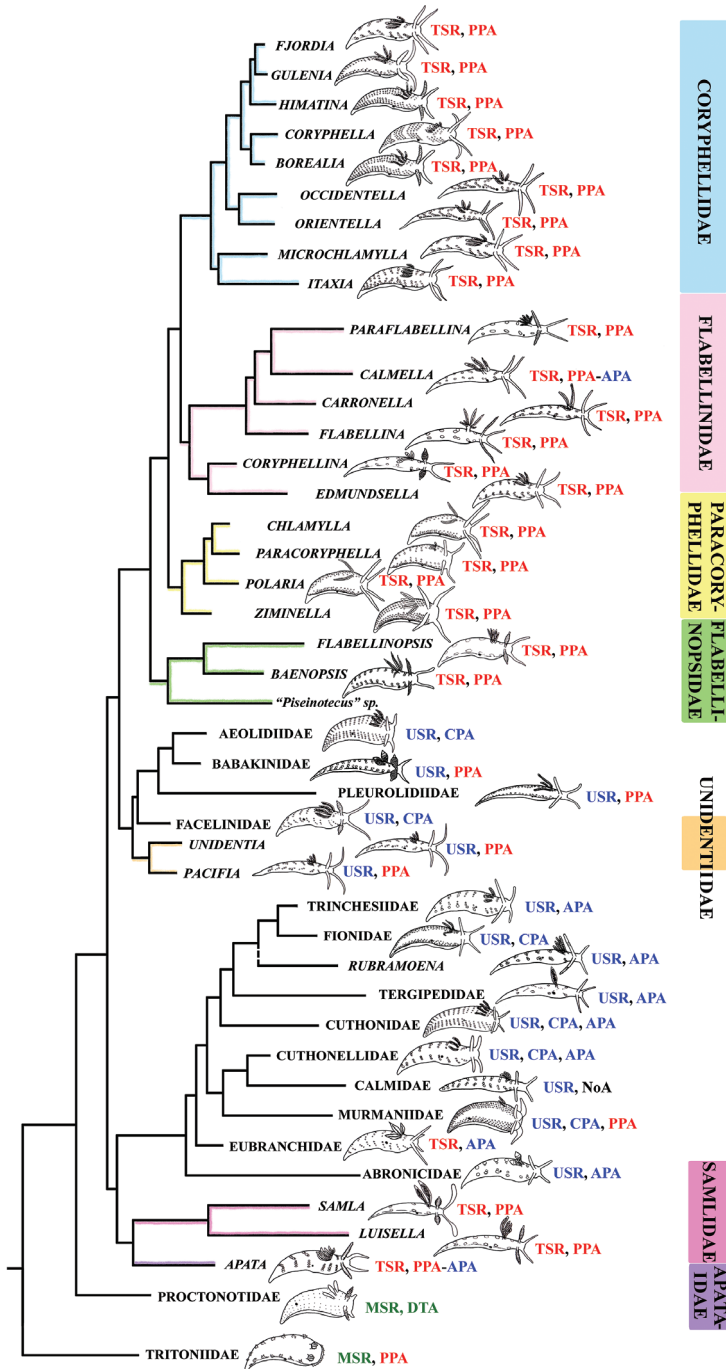 FJORDIA TSR, PPA
GULENIA TSR, PPA
HIMATINA TSR, PPA
CORYPHELLA TSR, PPA
BOREALIA TSR, PPA
OCCIDENTELLA TSR, PPA
ORIENTELLA TSR, PPA
MICROCHLAMYLLA TSR, PPA
ITAXIA TSR, PPA
CORYPHELLIDAE
PARAFLABELLINA TSR, PPA
CALMELLA TSR, PPA-APA
CARRONELLA TSR, PPA
FLABELLINA TSR, PPA
CORYPHELLINA TSR, PPA
EDMUNDSELLA TSR, PPA
FLABELLINIDAE
CHLAMYLLA TSR, PPA
PARACORYPHELLA TSR, PPA
POLARIA TSR, PPA
ZIMINELLA TSR, PPA
PARACORY-
PHELLIDAE
FLABELLINOPSIS TSR, PPA
BAENOPSIS TSR, PPA
"Piseinotecus" sp.
FLABELLI-
NOPSIDAE
AEOLIDIIDAE USR, CPA
BABAKINIDAE USR, PPA
PLEUROLIDIIDAE USR, PPA
FACELINIDAE USR, CPA
UNIDENTIA USR, PPA
PACIFIA USR, PPA
UNIDENTIIDAE
TRINCHESIIDAE USR, APA
FIONIDAE USR, CPA
RUBRAMOENA USR, APA
TERGIPEDIDAE USR, APA
CUTHONIDAE USR, CPA, APA
CUTHONELLIDAE USR, CPA, APA
CALMIDAE USR, NoA
MURMANIIDAE USR, CPA, PPA
EUBRANCHIDAE TSR, APA
ABRONICIDAE USR, APA
SAMLA TSR, PPA
LUISELLA TSR, PPA
SAMLIDAE
APATA TSR, PPA-APA
APATA-
IDAE
PROCTONOTIDAE MSR, DTA
TRITONIIDAE MSR, PPA